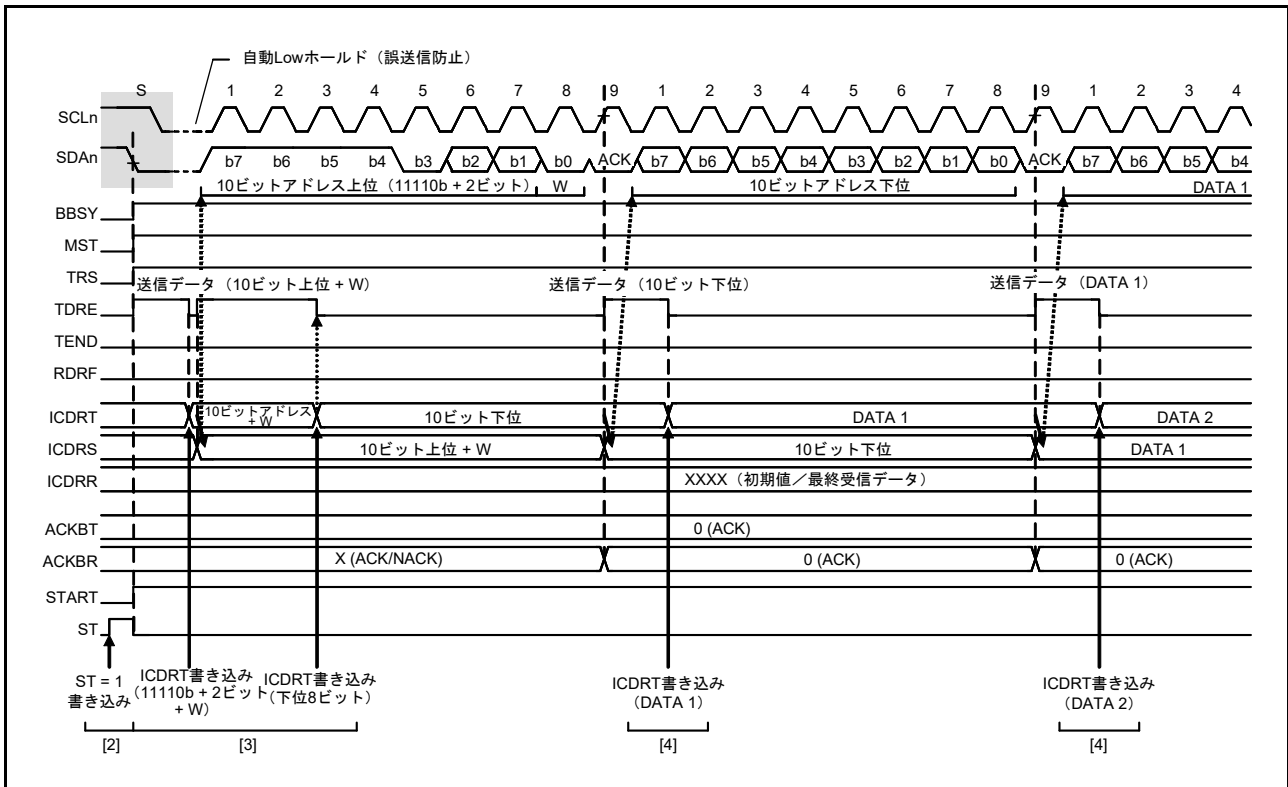 自動Lowホールド（誤送信防止）
S 1 2 3 4 5 6 7 8 9 1 2 3 4 5 6 7 8 9 1 2 3 4
SCLn
SDAn b7 b6 b5 b4 b3 b2 b1 b0 ACK b7 b6 b5 b4 b3 b2 b1 b0 ACK b7 b6 b5 b4
10ビットアドレス上位（11110b + 2ビット） W 10ビットアドレス下位 DATA 1
BBSY
MST
TRS
送信データ（10ビット上位 + W） 送信データ（10ビット下位） 送信データ（DATA 1）
TDRE
TEND
RDRF
ICDRT 10ビットアドレス + W 10ビット下位 DATA 1 DATA 2
ICDRS 10ビット上位 + W 10ビット下位 DATA 1
ICDRR XXXX（初期値／最終受信データ）
ACKBT 0 (ACK)
ACKBR X (ACK/NACK) 0 (ACK) 0 (ACK)
START
ST
ST = 1
書き込み
ICDRT書き込み
（11110b + 2ビット
+ W）
ICDRT書き込み
（下位8ビット）
ICDRT書き込み
（DATA 1）
ICDRT書き込み
（DATA 2）
[2] [3] [4] [4]